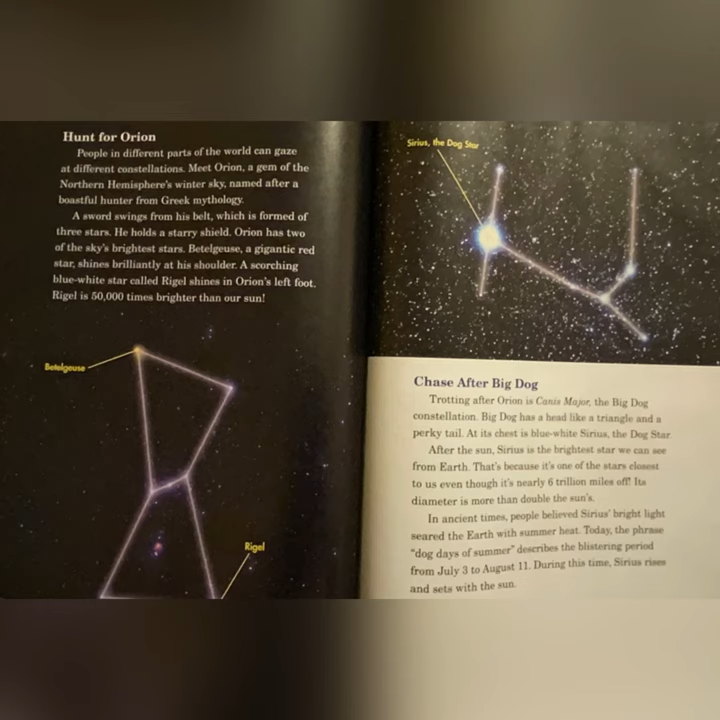 Hunt for Orion
People in different parts of the world can gaze
at different constellations. Meet Orion, a gem of the
Northern Hemisphere's winter sky, named after a
boastful hunter from Greek mythology.
A sword swings from his belt, which is formed of
three stars. He holds a starry shield. Orion has two
of the sky's brightest stars. Betelgeuse, a gigantic red
star, shines brilliantly at his shoulder. A scorching
blue-white star called Rigel shines in Orion's left foot.
Rigel is 50,000 times brighter than our sun!
Betelgeuse
Rigel
Sirius, the Dog Star
Chase After Big Dog
Trotting after Orion is Canis Major, the Big Dog
constellation. Big Dog has a head like a triangle and a
perky tail. At its chest is blue-white Sirius, the Dog Star.
After the sun, Sirius is the brightest star we can see
from Earth. That's because it's one of the stars closest
to us even though it's nearly 6 trillion miles off! Its
diameter is more than double the sun's.
In ancient times, people believed Sirius' bright light
seared the Earth with summer heat. Today, the phrase
"dog days of summer" describes the blistering period
from July 3 to August 11. During this time, Sirius rises
and sets with the sun.